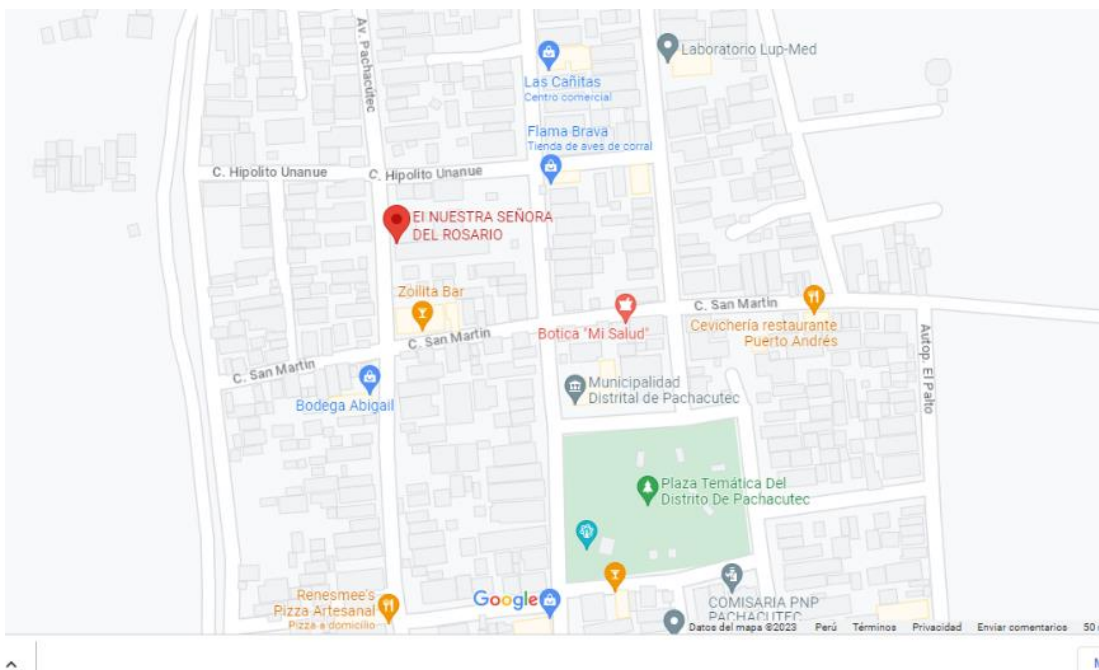 Av. Pachacutec
Laboratorio Lup-Med
Las Cañitas
Centro comercial
Flama Brava
Tienda de aves de corral
C. Hipolito Unanue
C. Hipolito Unanue
EI NUESTRA SEÑORA
DEL ROSARIO
Zoilita Bar
C. San Martin
Cevichería restaurante
Puerto Andrés
C. San Martin
Botica "Mi Salud"
C. San Martin
Autop. El Palto
Bodega Abigail
Municipalidad
Distrital de Pachacutec
Plaza Temática Del
Distrito De Pachacutec
Renesmee's
Pizza Artesanal
Pizza a domicilio
Google
COMISARIA PNP
PACHACUTEC
Datos del mapa ©2023 Perú Términos Privacidad Enviar comentarios 50